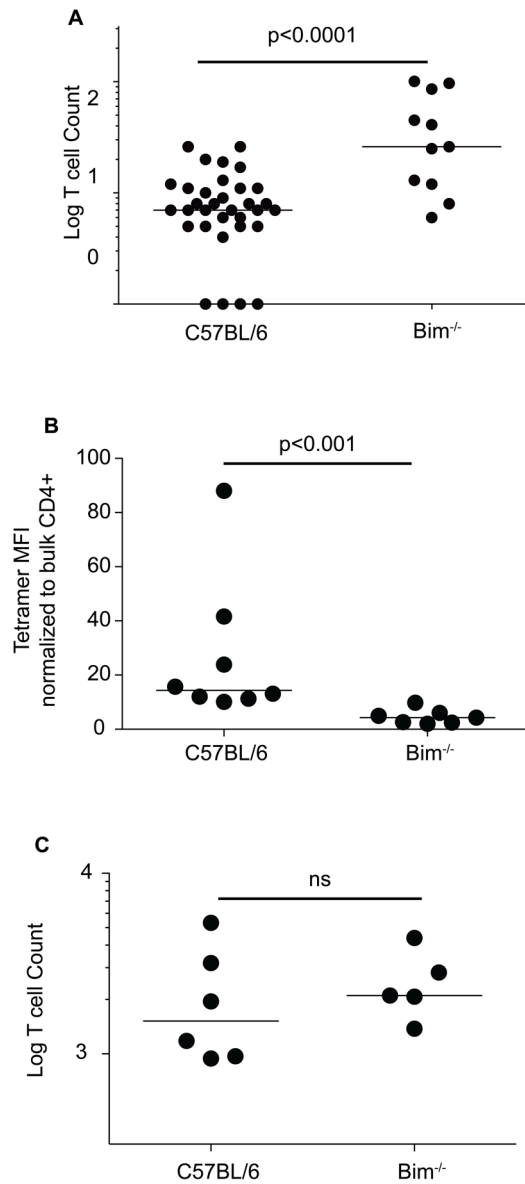 A
p<0.0001
Log T cell Count
2
1
0
C57BL/6
Bim-/-
B
p<0.001
Tetramer MFI
normalized to bulk CD4+
100
80
60
40
20
0
C57BL/6
Bim-/-
C
ns
Log T cell Count
4
3
C57BL/6
Bim-/-